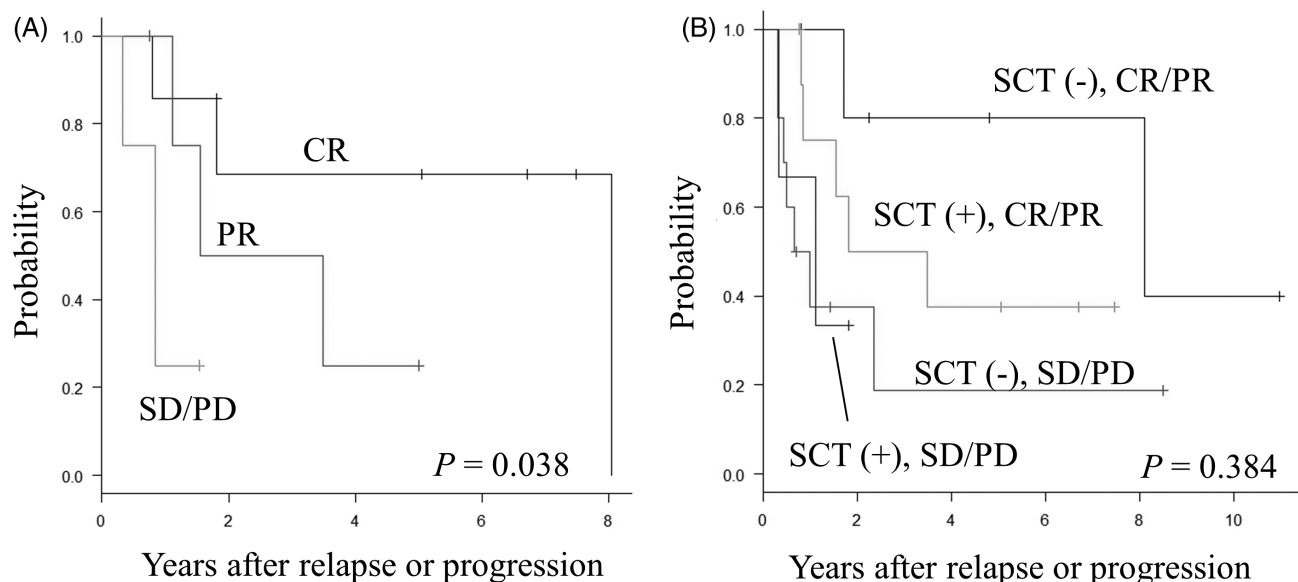 (A)
1.0
0.8
0.6
0.4
0.2
0.0
Probability
CR
PR
SD/PD
P = 0.038
0 2 4 6 8
Years after relapse or progression
(B)
1.0
0.8
0.6
0.4
0.2
0.0
Probability
SCT (-), CR/PR
SCT (+), CR/PR
SCT (-), SD/PD
SCT (+), SD/PD
P = 0.384
0 2 4 6 8 10
Years after relapse or progression